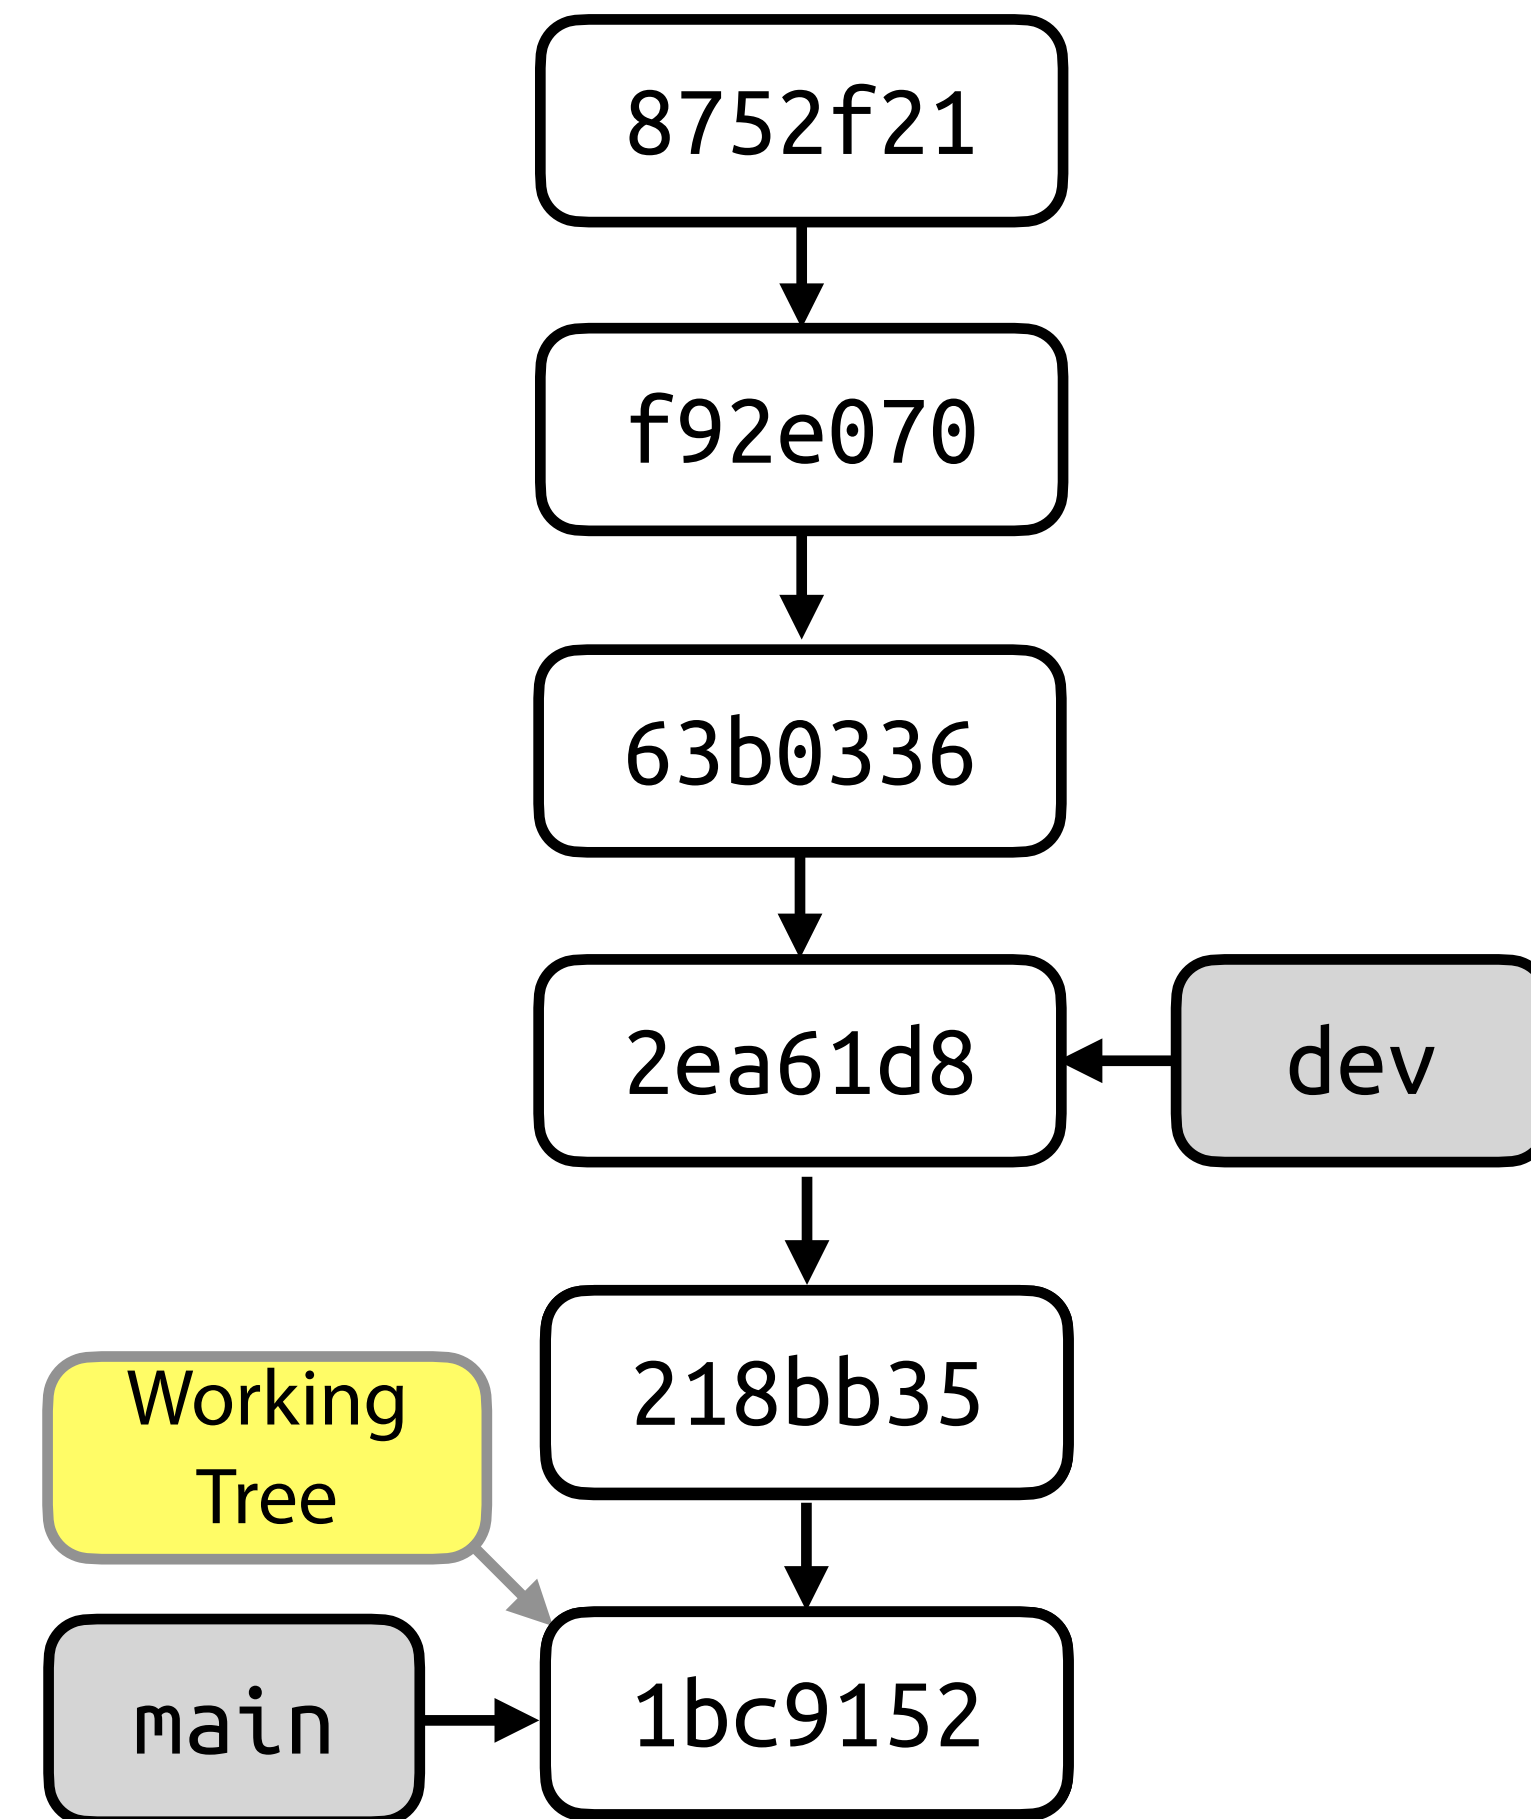 8752f21
f92e070
63b0336
2ea61d8
dev
218bb35
Working
Tree
main
1bc9152